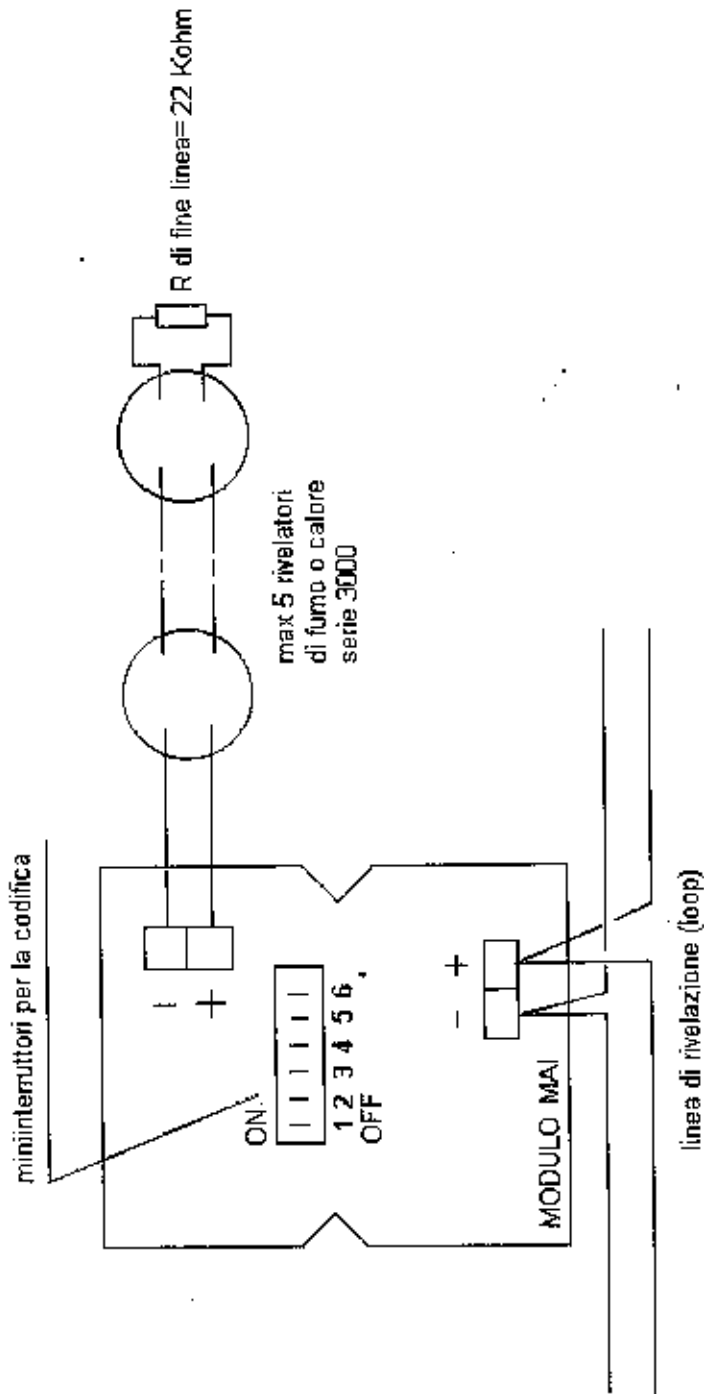 miniinterruttori per la codifica
R di fine linea= 22 Kohm
max 5 rivelatori
di fumo o calore
serie 3000
-
+
ON
1 2 3 4 5 6
OFF
- +
MODULO MAI
linea di rivelazione (loop)